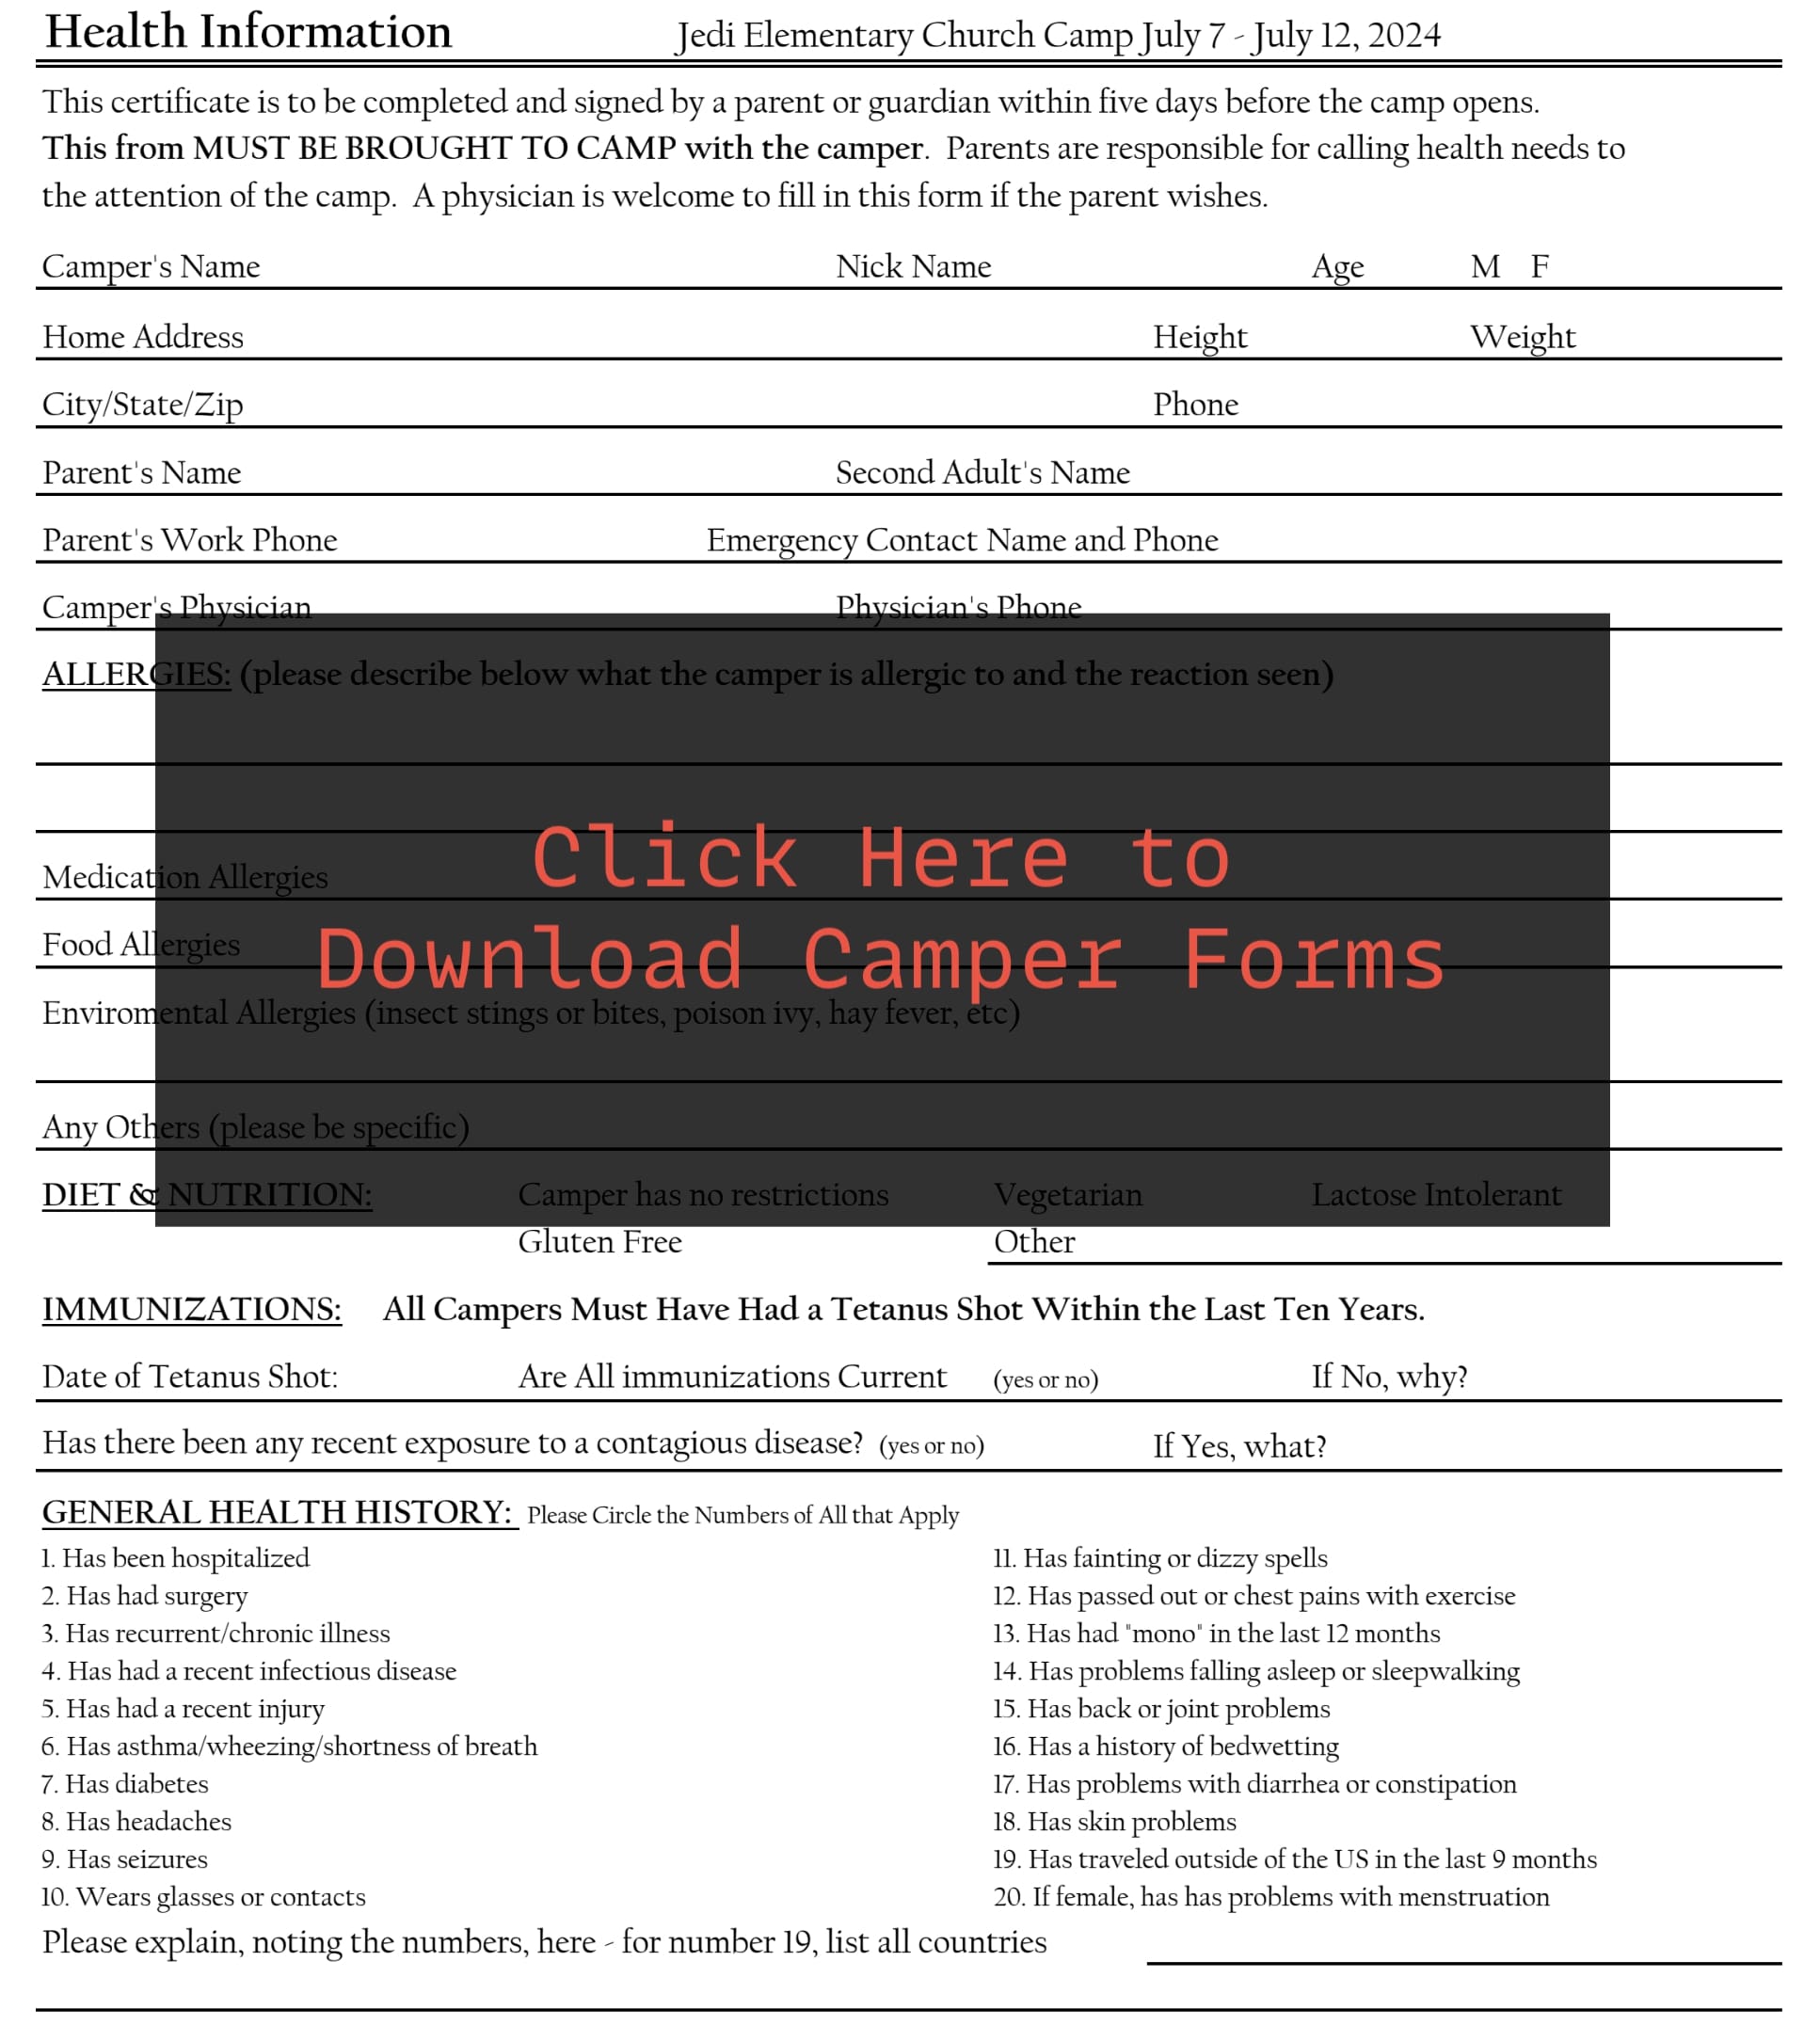 Health Information Jedi Elementary Church Camp July 7 - July 12, 2024
This certificate is to be completed and signed by a parent or guardian within five days before the camp opens.
This from MUST BE BROUGHT TO CAMP with the camper. Parents are responsible for calling health needs to
the attention of the camp. A physician is welcome to fill in this form if the parent wishes.
Camper's Name Nick Name Age M F
Home Address Height Weight
City/State/Zip Phone
Parent's Name Second Adult's Name
Parent's Work Phone Emergency Contact Name and Phone
Camper's Physician Physician's Phone
ALLERGIES: (please describe below what the camper is allergic to and the reaction seen)
Click Here to
Medication Allergies
Food Allergies
Download Camper Forms
Enviromental Allergies (insect stings or bites, poison ivy, hay fever, etc)
Any Others (please be specific)
DIET & NUTRITION: Camper has no restrictions Vegetarian Lactose Intolerant
Gluten Free Other
IMMUNIZATIONS: All Campers Must Have Had a Tetanus Shot Within the Last Ten Years.
Date of Tetanus Shot: Are All immunizations Current (yes or no) If No, why?
Has there been any recent exposure to a contagious disease? (yes or no) If Yes, what?
GENERAL HEALTH HISTORY: Please Circle the Numbers of All that Apply
1. Has been hospitalized
2. Has had surgery
3. Has recurrent/chronic illness
4. Has had a recent infectious disease
5. Has had a recent injury
6. Has asthma/wheezing/shortness of breath
7. Has diabetes
8. Has headaches
9. Has seizures
10. Wears glasses or contacts
11. Has fainting or dizzy spells
12. Has passed out or chest pains with exercise
13. Has had "mono" in the last 12 months
14. Has problems falling asleep or sleepwalking
15. Has back or joint problems
16. Has a history of bedwetting
17. Has problems with diarrhea or constipation
18. Has skin problems
19. Has traveled outside of the US in the last 9 months
20. If female, has has problems with menstruation
Please explain, noting the numbers, here - for number 19, list all countries